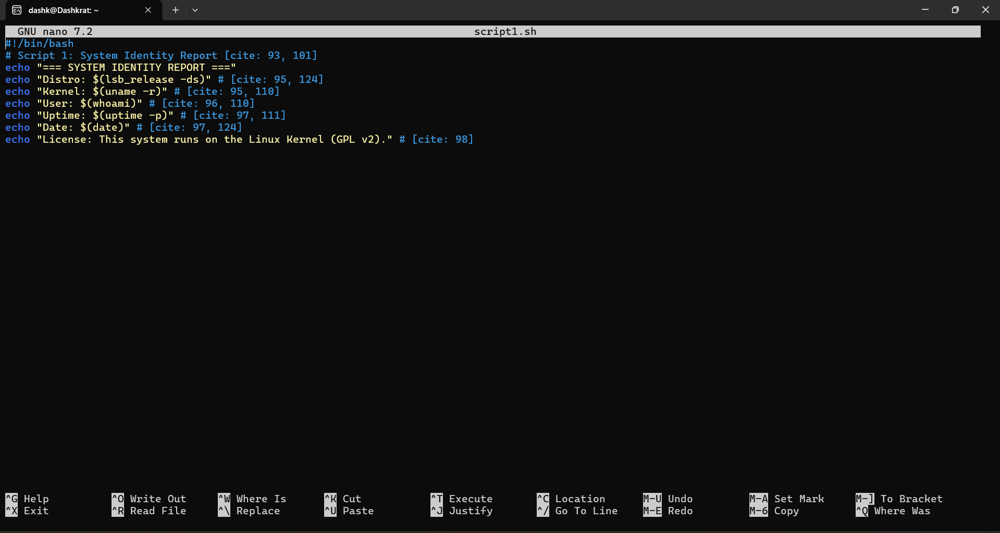 dashk@Dashkrat: ~
GNU nano 7.2 script1.sh
#!/bin/bash
# Script 1: System Identity Report [cite: 93, 101]
echo "=== SYSTEM IDENTITY REPORT ==="
echo "Distro: $(lsb_release -ds)" # [cite: 95, 124]
echo "Kernel: $(uname -r)" # [cite: 95, 110]
echo "User: $(whoami)" # [cite: 96, 110]
echo "Uptime: $(uptime -p)" # [cite: 97, 111]
echo "Date: $(date)" # [cite: 97, 124]
echo "License: This system runs on the Linux Kernel (GPL v2)." # [cite: 98]
^G Help ^O Write Out ^W Where Is ^K Cut ^T Execute ^C Location M-U Undo M-A Set Mark M-] To Bracket
^X Exit ^R Read File ^\ Replace ^U Paste ^J Justify ^/ Go To Line M-E Redo M-6 Copy ^Q Where Was